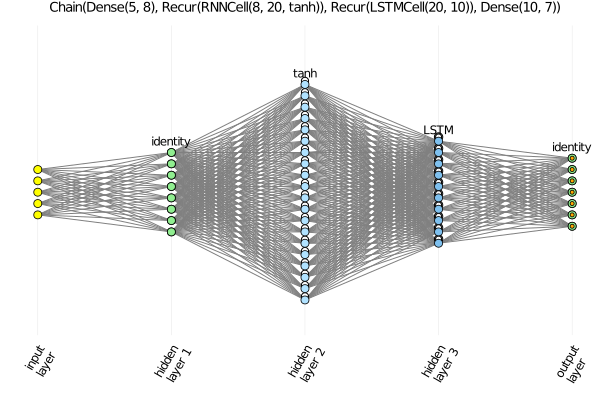 Chain(Dense(5, 8), Recur(RNNCell(8, 20, tanh)), Recur(LSTMCell(20, 10)), Dense(10, 7))
tanh
LSTM
identity
identity
input
layer
hidden
layer 1
hidden
layer 2
hidden
layer 3
output
layer